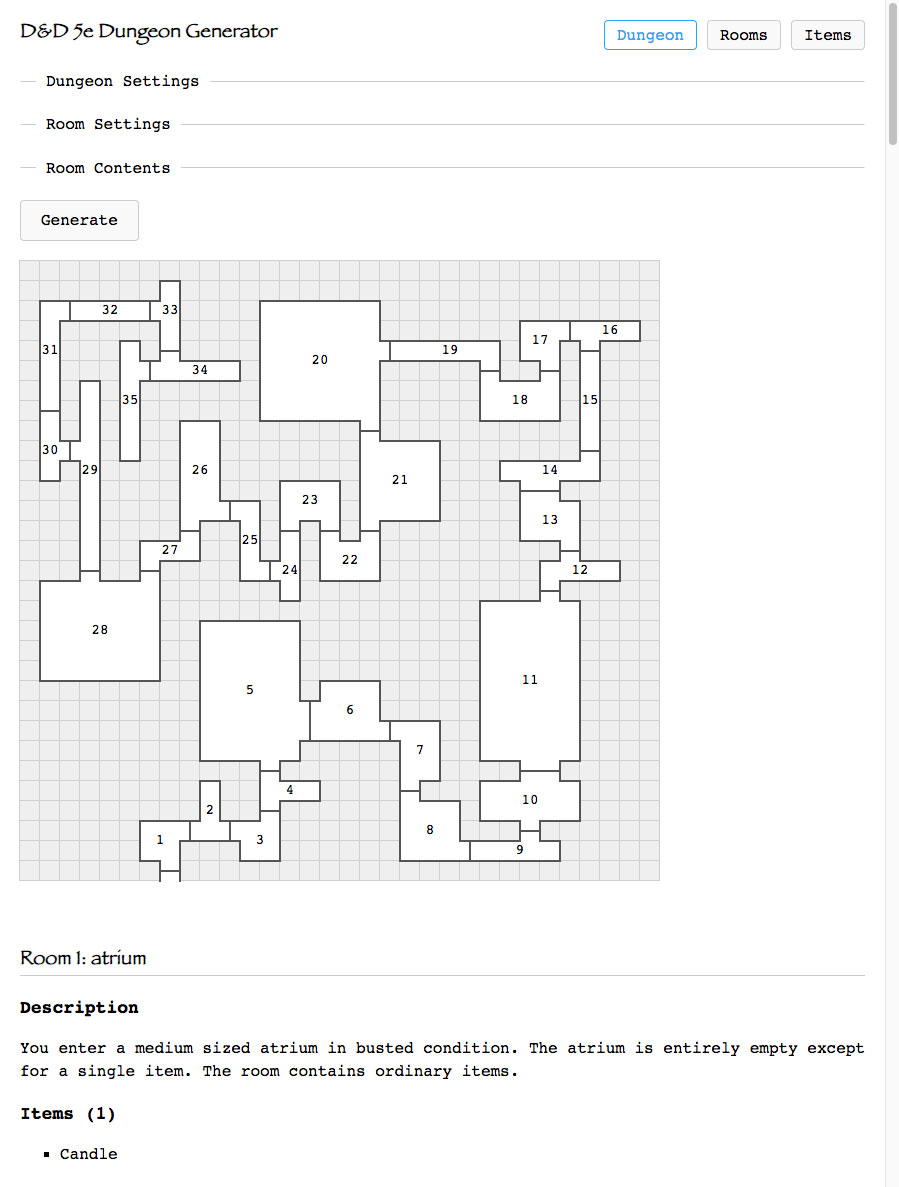 D&D 5e Dungeon Generator
Dungeon Rooms Items
Dungeon Settings
Room Settings
Room Contents
Generate
32 33
16
17
31 20 19
34
35 18 15
30 29 26 21 14
23
13
25
27 22
24 12
28
11
5
6
7
4
10
2
8
1 3
9
Room 1: atrium
Description
You enter a medium sized atrium in busted condition. The atrium is entirely empty except
for a single item. The room contains ordinary items.
Items (1)
▪ Candle